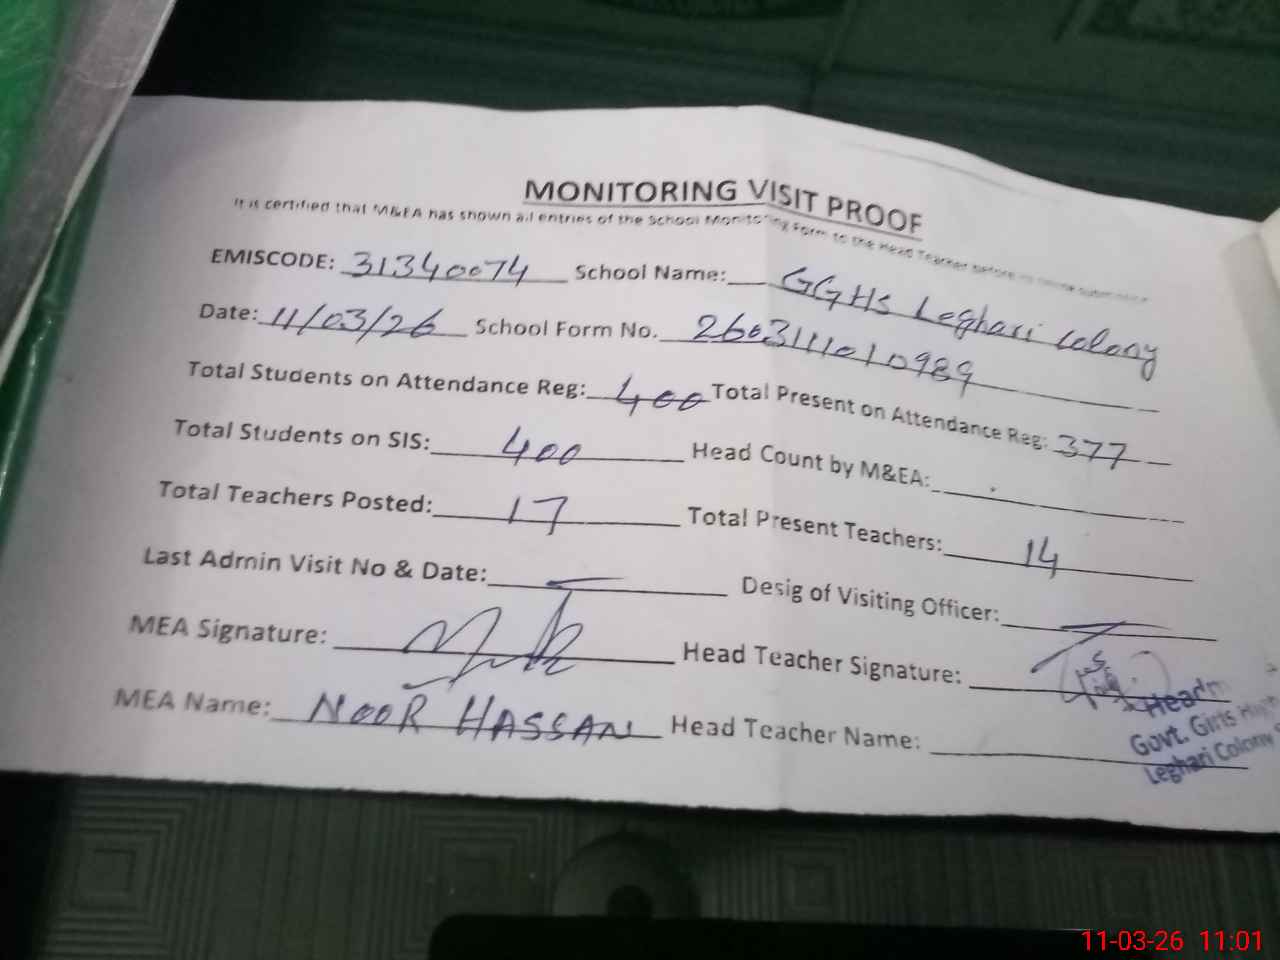 MONITORING VISIT PROOF
It is certified that M&EA has shown all entries of the School Monitoring Form to the Head Teacher before its online submission
EMISCODE: 31340074 School Name: GGHS Leghari Colony
Date: 11/03/26 School Form No. 2603111010989
Total Students on Attendance Reg: 400 Total Present on Attendance Reg: 377
Total Students on SIS: 400 Head Count by M&EA:
Total Teachers Posted: 17 Total Present Teachers: 14
Last Admin Visit No & Date: — Desig of Visiting Officer: —
MEA Signature: Head Teacher Signature:
MEA Name: NOOR HASSAN Head Teacher Name:
Govt. Girls High
Leghari Colony
11-03-26 11:01